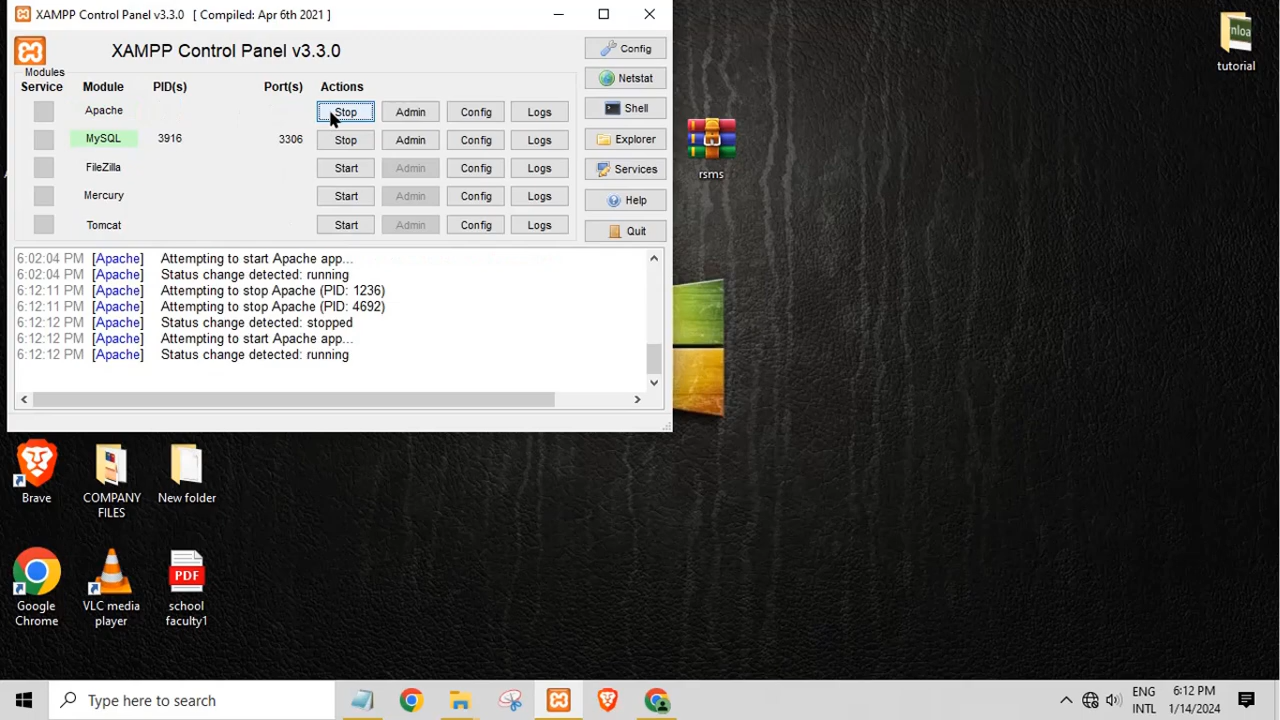 XAMPP Control Panel v3.3.0 [ Compiled: Apr 6th 2021 ]
XAMPP Control Panel v3.3.0
Config
Modules
Service Module PID(s) Port(s) Actions
Netstat
Apache Stop Admin Config Logs
Shell
MySQL 3916 3306 Stop Admin Config Logs
Explorer
FileZilla Start Admin Config Logs
Services
Mercury Start Admin Config Logs
Help
Tomcat Start Admin Config Logs
Quit
6:02:04 PM [Apache] Attempting to start Apache app...
6:02:04 PM [Apache] Status change detected: running
6:12:11 PM [Apache] Attempting to stop Apache (PID: 1236)
6:12:11 PM [Apache] Attempting to stop Apache (PID: 4692)
6:12:12 PM [Apache] Status change detected: stopped
6:12:12 PM [Apache] Attempting to start Apache app...
6:12:12 PM [Apache] Status change detected: running
nloa
tutorial
rsms
Brave
COMPANY
FILES
New folder
Google
Chrome
VLC media
player
PDF
school
faculty1
Type here to search
ENG
INTL
6:12 PM
1/14/2024